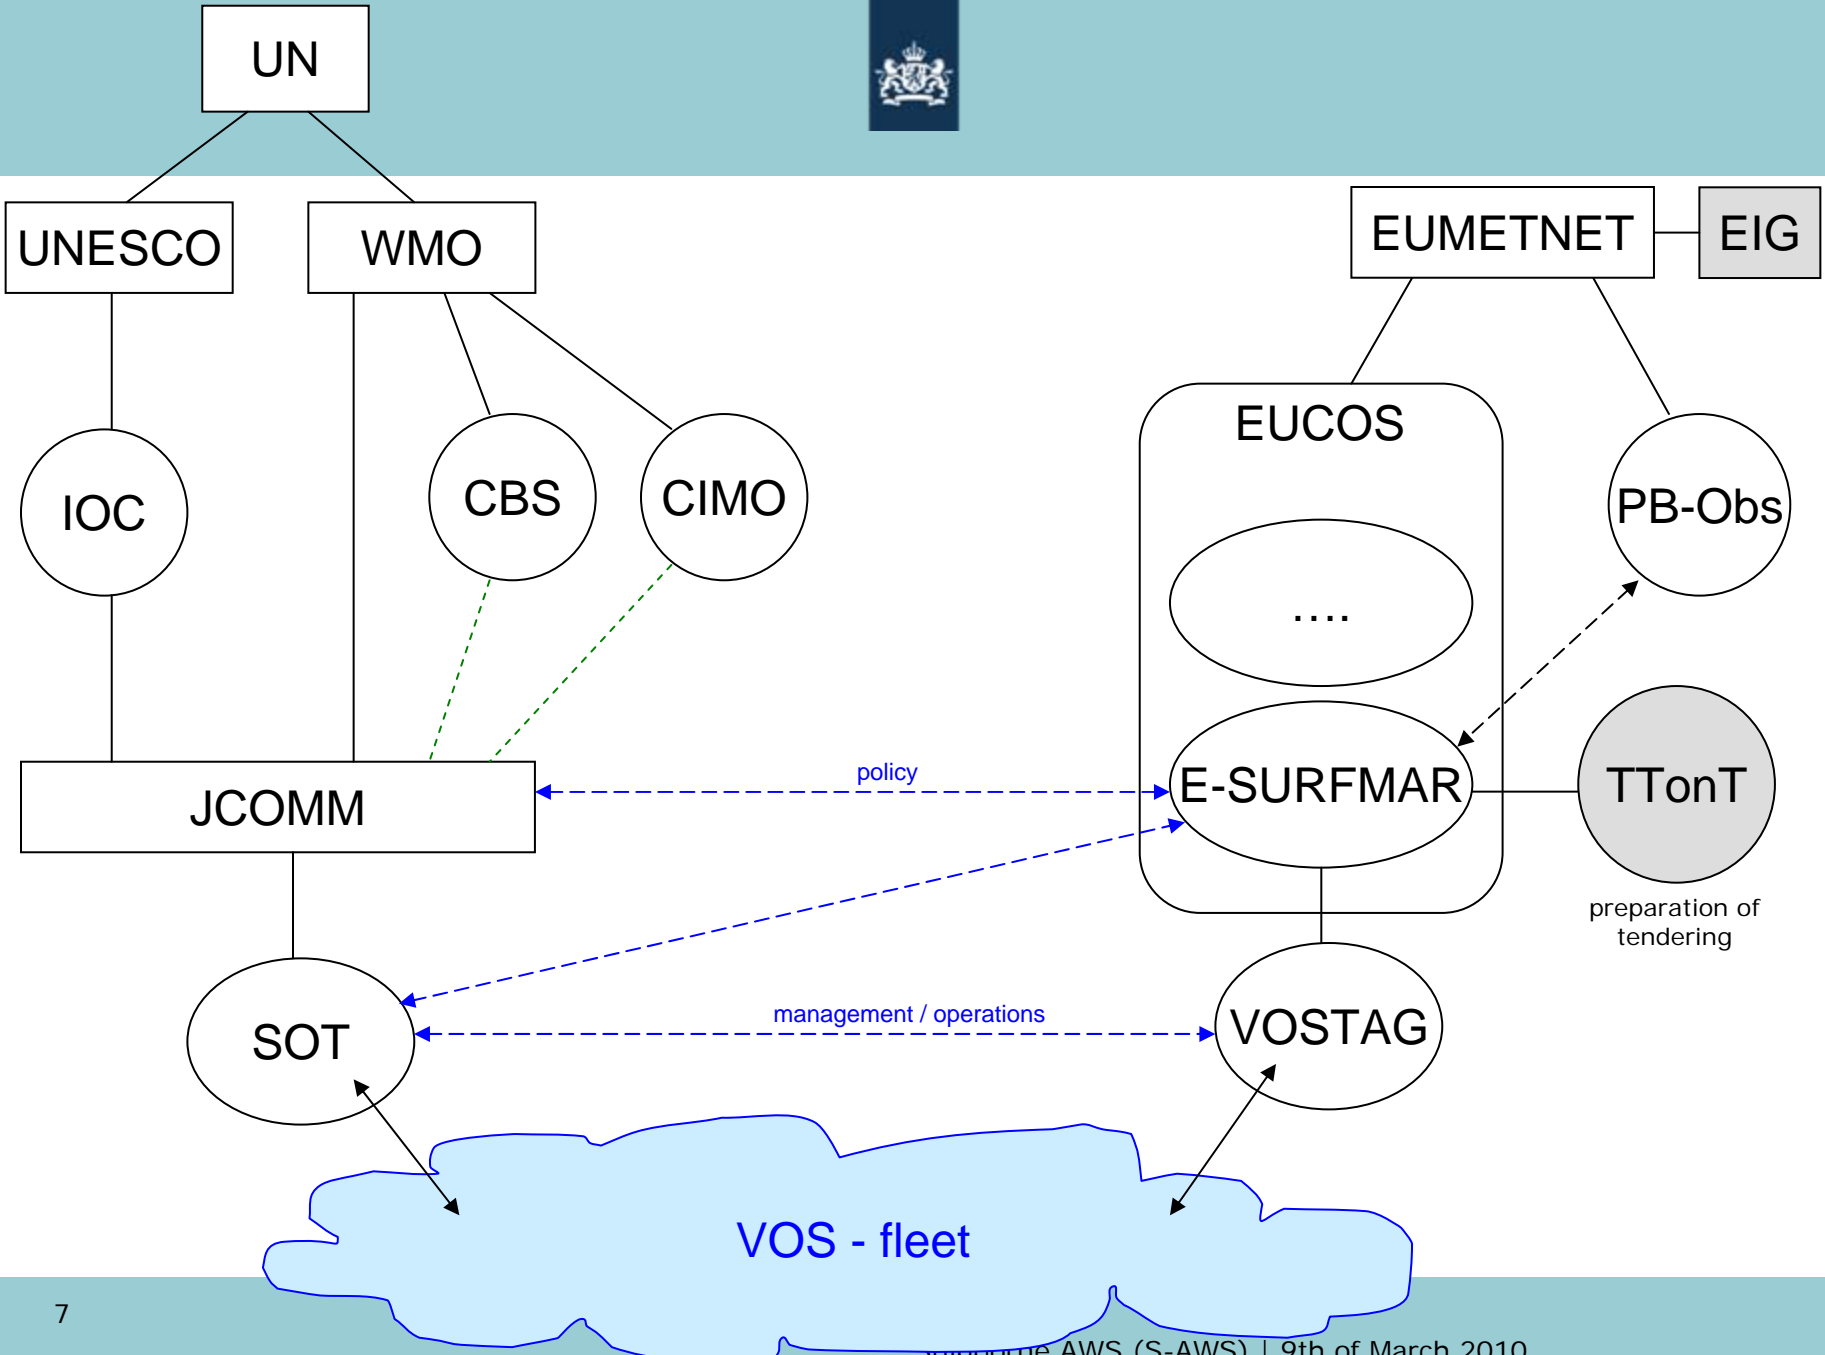 UN
UNESCO
WMO
EUMETNET
EIG
EUCOS
IOC
CBS
CIMO
PB-Obs
....
JCOMM
policy
E-SURFMAR
TTonT
preparation of
tendering
SOT
management / operations
VOSTAG
VOS - fleet
7
AWS (S-AWS) | 9th of March 2010